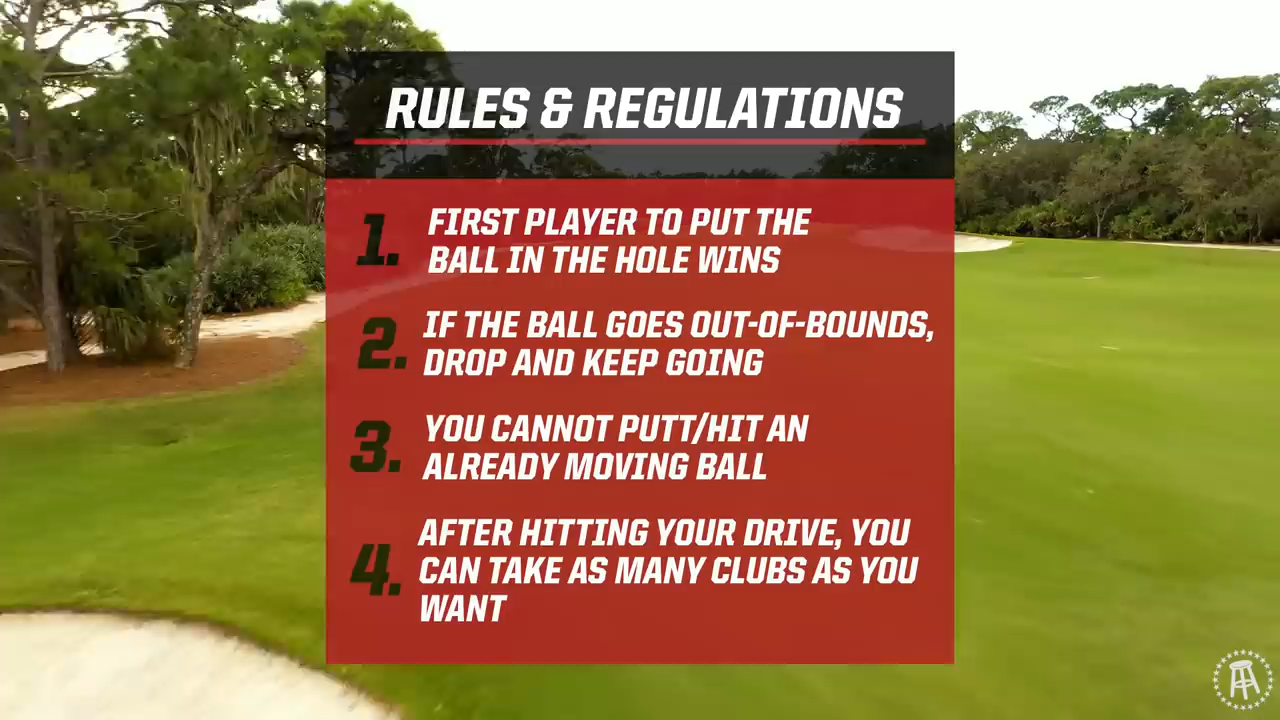 RULES & REGULATIONS
1. FIRST PLAYER TO PUT THE
BALL IN THE HOLE WINS
2. IF THE BALL GOES OUT-OF-BOUNDS,
DROP AND KEEP GOING
3. YOU CANNOT PUTT/HIT AN
ALREADY MOVING BALL
4. AFTER HITTING YOUR DRIVE, YOU
CAN TAKE AS MANY CLUBS AS YOU
WANT